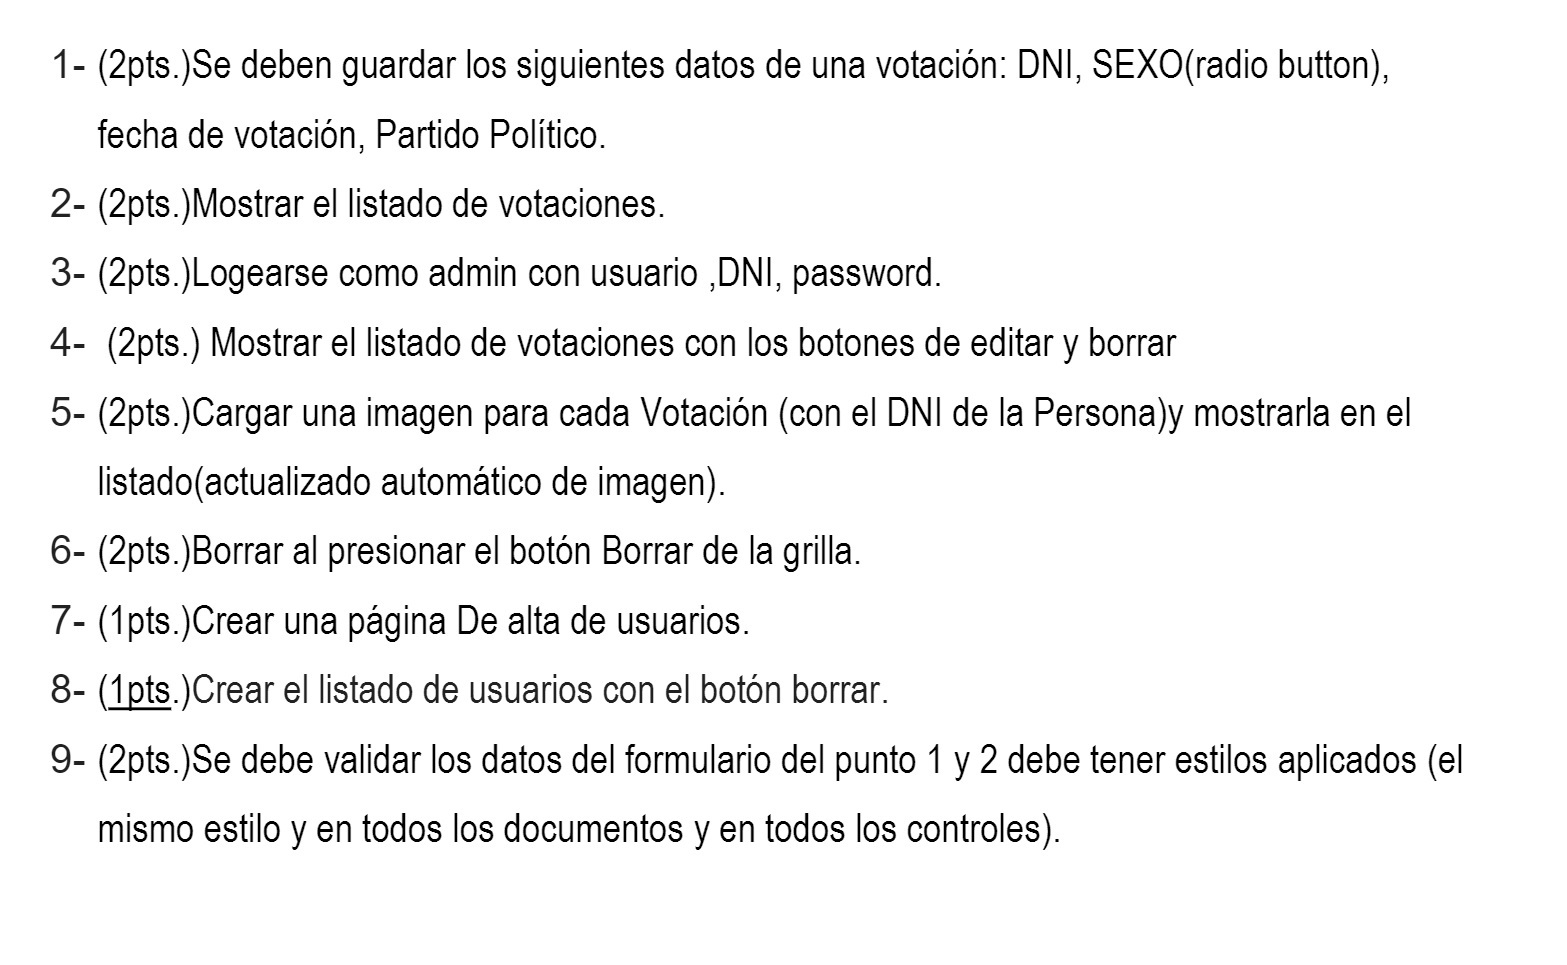 1- (2pts.)Se deben guardar los siguientes datos de una votación: DNI, SEXO(radio button),
fecha de votación, Partido Político.
2- (2pts.)Mostrar el listado de votaciones.
3- (2pts.)Logearse como admin con usuario ,DNI, password.
4- (2pts.) Mostrar el listado de votaciones con los botones de editar y borrar
5- (2pts.)Cargar una imagen para cada Votación (con el DNI de la Persona)y mostrarla en el
listado(actualizado automático de imagen).
6- (2pts.)Borrar al presionar el botón Borrar de la grilla.
7- (1pts.)Crear una página De alta de usuarios.
8- (1pts.)Crear el listado de usuarios con el botón borrar.
9- (2pts.)Se debe validar los datos del formulario del punto 1 y 2 debe tener estilos aplicados (el
mismo estilo y en todos los documentos y en todos los controles).